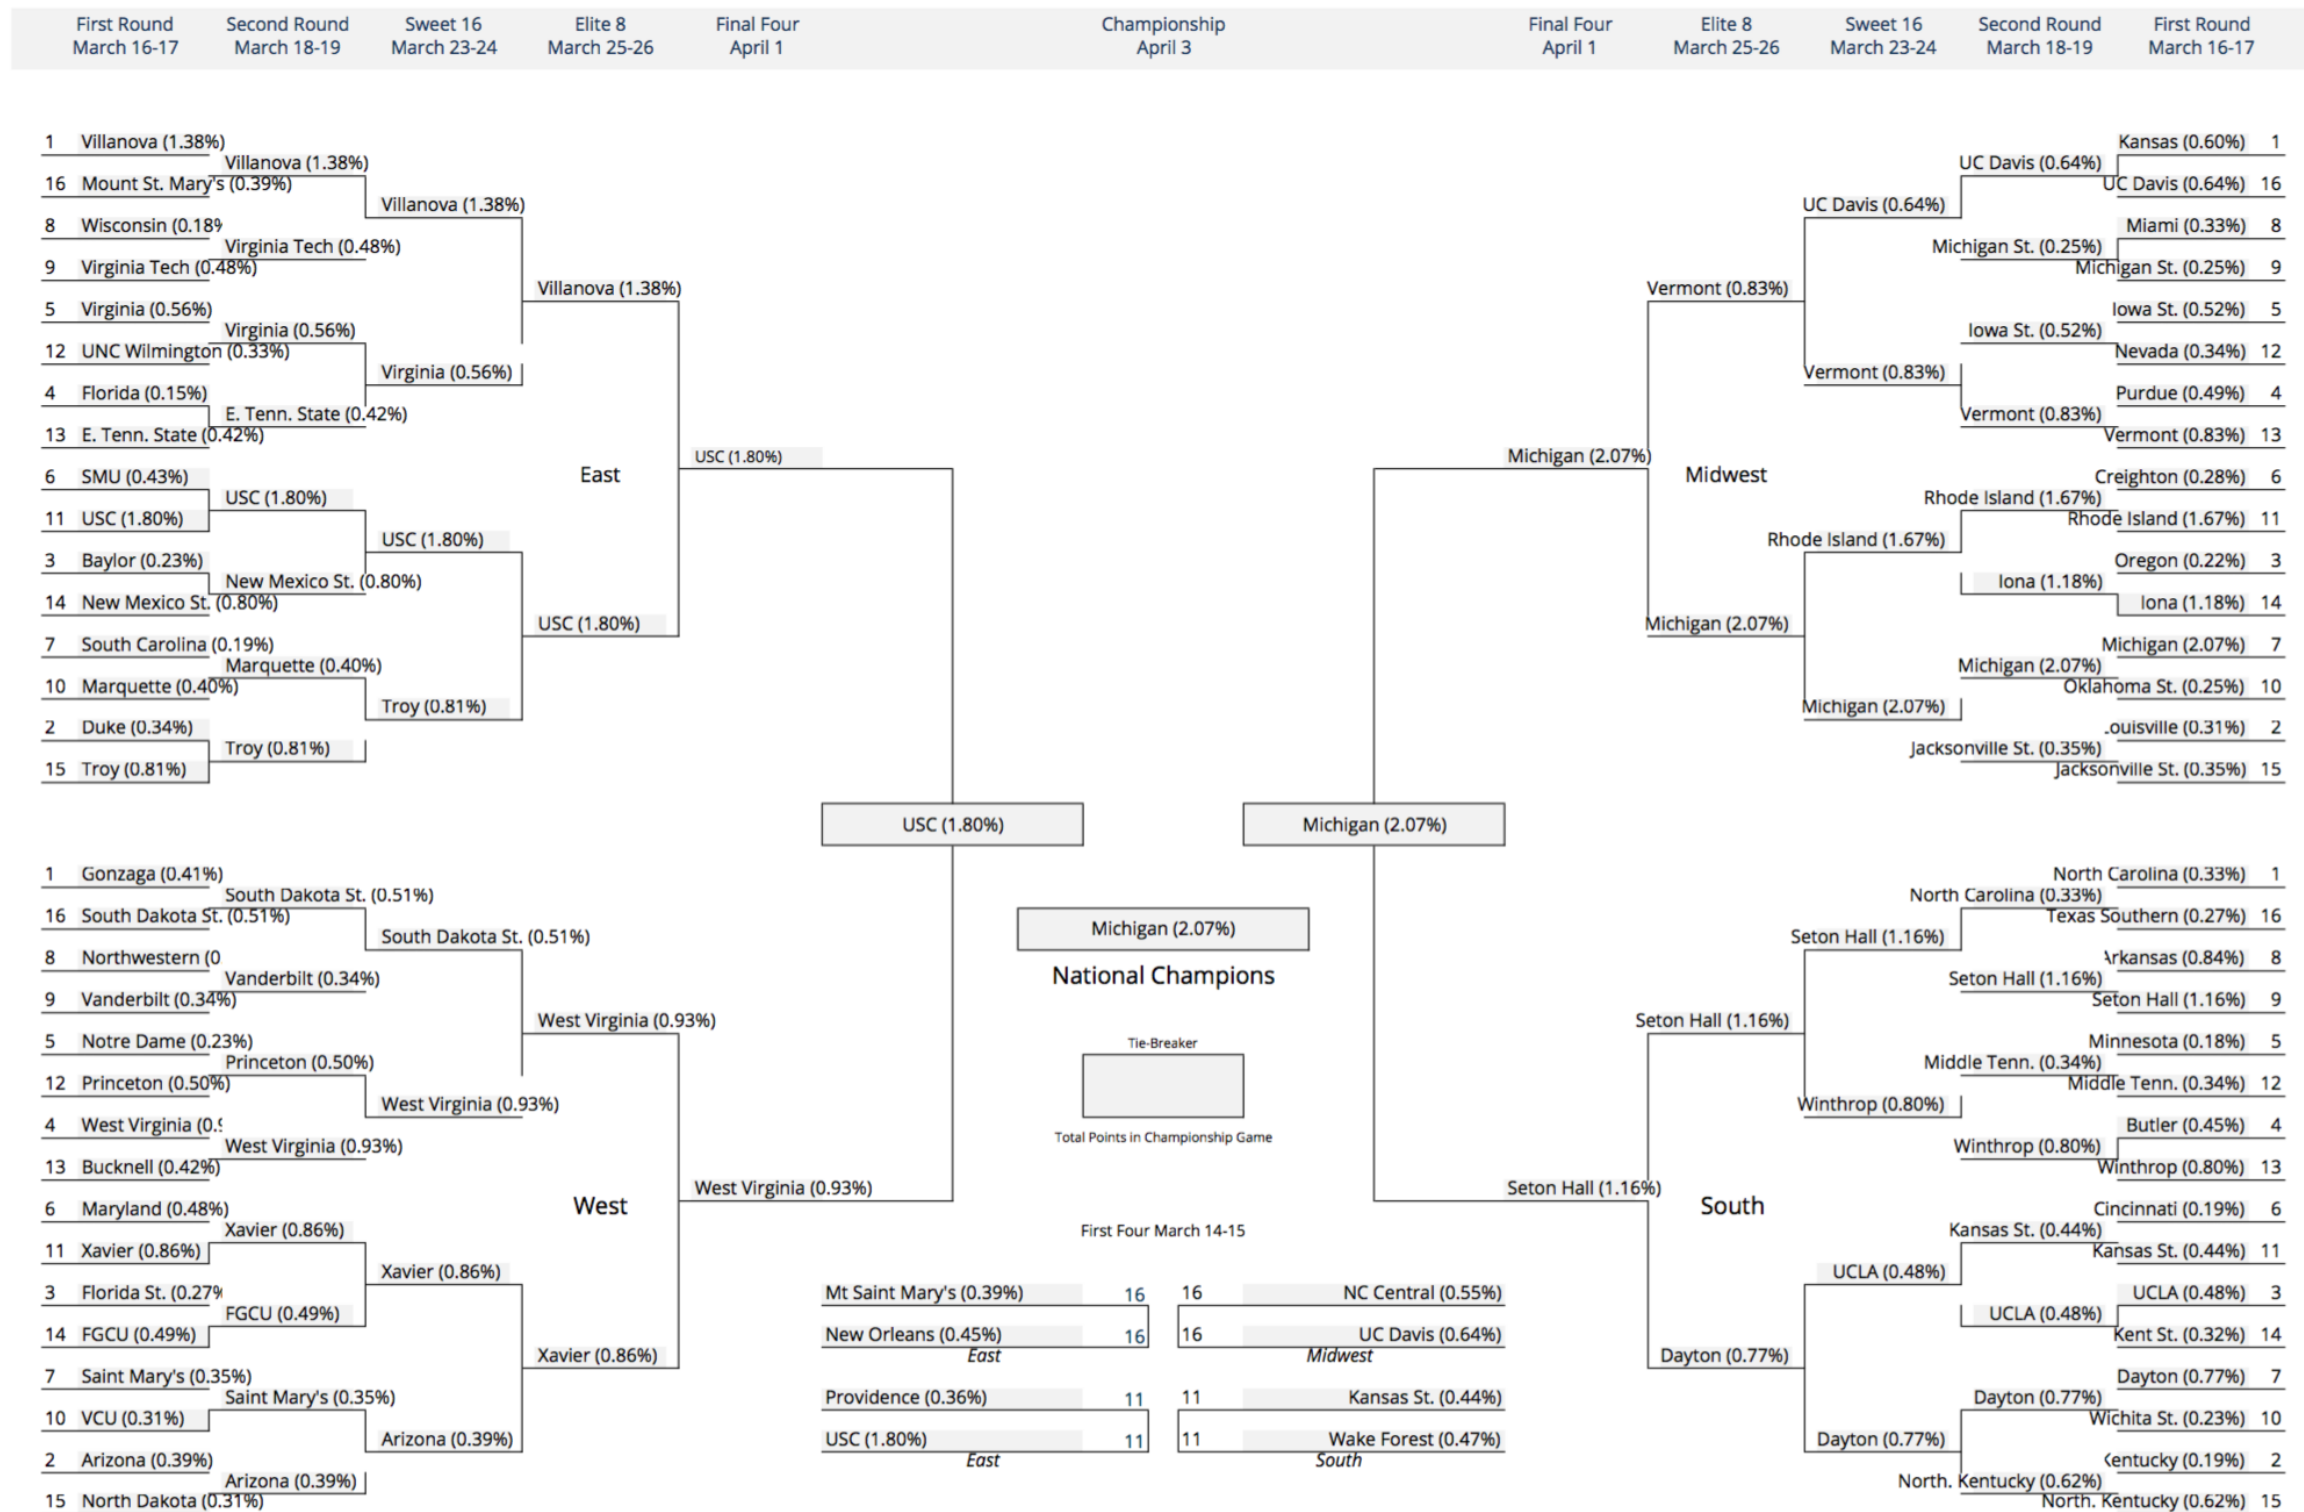 First Round Second Round Sweet 16 Elite 8 Final Four Championship Final Four Elite 8 Sweet 16 Second Round First Round
March 16-17 March 18-19 March 23-24 March 25-26 April 1 April 3 April 1 March 25-26 March 23-24 March 18-19 March 16-17
1 Villanova (1.38%)
Villanova (1.38%)
16 Mount St. Mary's (0.39%)
Villanova (1.38%)
8 Wisconsin (0.18%
Virginia Tech (0.48%)
9 Virginia Tech (0.48%)
Villanova (1.38%)
5 Virginia (0.56%)
Virginia (0.56%)
12 UNC Wilmington (0.33%)
Virginia (0.56%)
4 Florida (0.15%)
E. Tenn. State (0.42%)
13 E. Tenn. State (0.42%)
USC (1.80%)
6 SMU (0.43%)
East
USC (1.80%)
11 USC (1.80%)
USC (1.80%)
3 Baylor (0.23%)
New Mexico St. (0.80%)
14 New Mexico St. (0.80%)
USC (1.80%)
7 South Carolina (0.19%)
Marquette (0.40%)
10 Marquette (0.40%)
Troy (0.81%)
2 Duke (0.34%)
Troy (0.81%)
15 Troy (0.81%)
Kansas (0.60%) 1
UC Davis (0.64%)
UC Davis (0.64%) 16
UC Davis (0.64%)
Miami (0.33%) 8
Michigan St. (0.25%)
Michigan St. (0.25%) 9
Vermont (0.83%)
Iowa St. (0.52%) 5
Iowa St. (0.52%)
Nevada (0.34%) 12
Vermont (0.83%)
Purdue (0.49%) 4
Vermont (0.83%)
Vermont (0.83%) 13
Michigan (2.07%)
Midwest
Creighton (0.28%) 6
Rhode Island (1.67%)
Rhode Island (1.67%) 11
Rhode Island (1.67%)
Oregon (0.22%) 3
Iona (1.18%)
Iona (1.18%) 14
Michigan (2.07%)
Michigan (2.07%) 7
Michigan (2.07%)
Oklahoma St. (0.25%) 10
Michigan (2.07%)
ouisville (0.31%) 2
Jacksonville St. (0.35%)
Jacksonville St. (0.35%) 15
USC (1.80%)
Michigan (2.07%)
1 Gonzaga (0.41%)
South Dakota St. (0.51%)
16 South Dakota St. (0.51%)
South Dakota St. (0.51%)
8 Northwestern (0
Vanderbilt (0.34%)
9 Vanderbilt (0.34%)
West Virginia (0.93%)
5 Notre Dame (0.23%)
Princeton (0.50%)
12 Princeton (0.50%)
West Virginia (0.93%)
4 West Virginia (0.9
West Virginia (0.93%)
13 Bucknell (0.42%)
West Virginia (0.93%)
6 Maryland (0.48%)
West
Xavier (0.86%)
11 Xavier (0.86%)
Xavier (0.86%)
3 Florida St. (0.27%
FGCU (0.49%)
14 FGCU (0.49%)
Xavier (0.86%)
7 Saint Mary's (0.35%)
Saint Mary's (0.35%)
10 VCU (0.31%)
Arizona (0.39%)
2 Arizona (0.39%)
Arizona (0.39%)
15 North Dakota (0.31%)
Michigan (2.07%)
National Champions
Tie-Breaker
Total Points in Championship Game
First Four March 14-15
Mt Saint Mary's (0.39%) 16
New Orleans (0.45%) 16
East
16 NC Central (0.55%)
16 UC Davis (0.64%)
Midwest
Providence (0.36%) 11
USC (1.80%) 11
East
11 Kansas St. (0.44%)
11 Wake Forest (0.47%)
South
North Carolina (0.33%) 1
North Carolina (0.33%)
Texas Southern (0.27%) 16
Seton Hall (1.16%)
Arkansas (0.84%) 8
Seton Hall (1.16%)
Seton Hall (1.16%) 9
Seton Hall (1.16%)
Minnesota (0.18%) 5
Middle Tenn. (0.34%)
Middle Tenn. (0.34%) 12
Winthrop (0.80%)
Butler (0.45%) 4
Winthrop (0.80%)
Winthrop (0.80%) 13
Seton Hall (1.16%)
South
Cincinnati (0.19%) 6
Kansas St. (0.44%)
Kansas St. (0.44%) 11
UCLA (0.48%)
UCLA (0.48%) 3
UCLA (0.48%)
Kent St. (0.32%) 14
Dayton (0.77%)
Dayton (0.77%) 7
Dayton (0.77%)
Wichita St. (0.23%) 10
Dayton (0.77%)
Kentucky (0.19%) 2
North. Kentucky (0.62%)
North. Kentucky (0.62%) 15